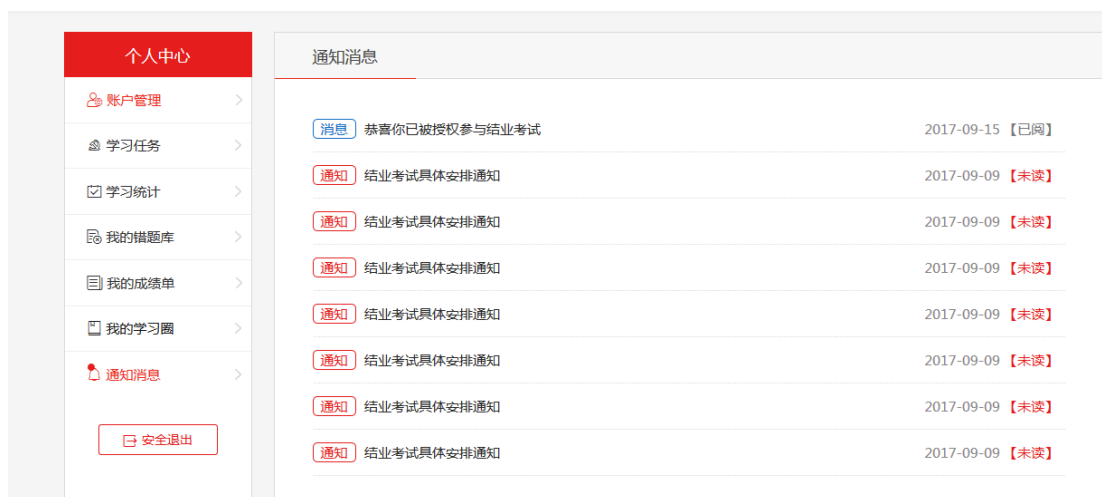 个人中心
账户管理
学习任务
学习统计
我的错题库
我的成绩单
我的学习圈
通知消息
安全退出
通知消息
消息 恭喜你已被授权参与结业考试 2017-09-15【已阅】
通知 结业考试具体安排通知 2017-09-09【未读】
通知 结业考试具体安排通知 2017-09-09【未读】
通知 结业考试具体安排通知 2017-09-09【未读】
通知 结业考试具体安排通知 2017-09-09【未读】
通知 结业考试具体安排通知 2017-09-09【未读】
通知 结业考试具体安排通知 2017-09-09【未读】
通知 结业考试具体安排通知 2017-09-09【未读】